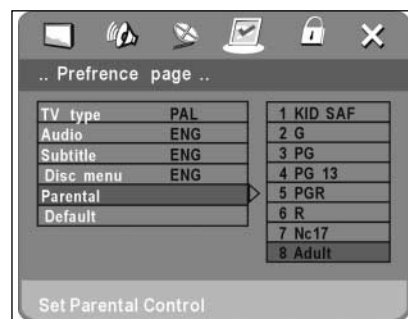 .. Prefrence page ..
TV type PAL
Audio ENG
Subtitle ENG
Disc menu ENG
Parental
Default
1 KID SAF
2 G
3 PG
4 PG 13
5 PGR
6 R
7 Nc17
8 Adult
Set Parental Control